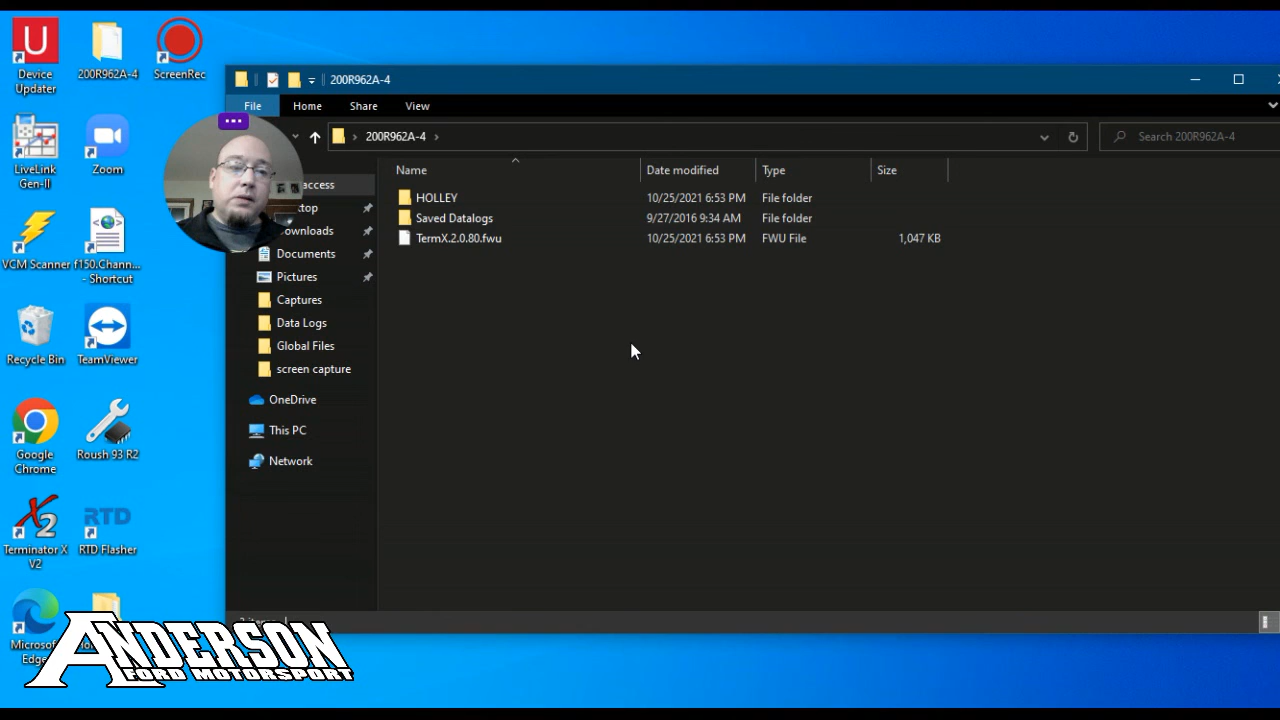 Device Updater
200R962A-4
ScreenRec
LiveLink Gen-II
Zoom
VCM Scanner
f150.Chann... - Shortcut
Recycle Bin
TeamViewer
Google Chrome
Roush 93 R2
Terminator X V2
RTD
RTD Flasher
Microsoft Edge
200R962A-4
File
Home
Share
View
200R962A-4
Search 200R962A-4
Name
Date modified
Type
Size
HOLLEY
10/25/2021 6:53 PM
File folder
Saved Datalogs
9/27/2016 9:34 AM
File folder
TermX.2.0.80.fwu
10/25/2021 6:53 PM
FWU File
1,047 KB
access
Documents
Pictures
Captures
Data Logs
Global Files
screen capture
OneDrive
This PC
Network
ANDERSON
FORD MOTORSPORT